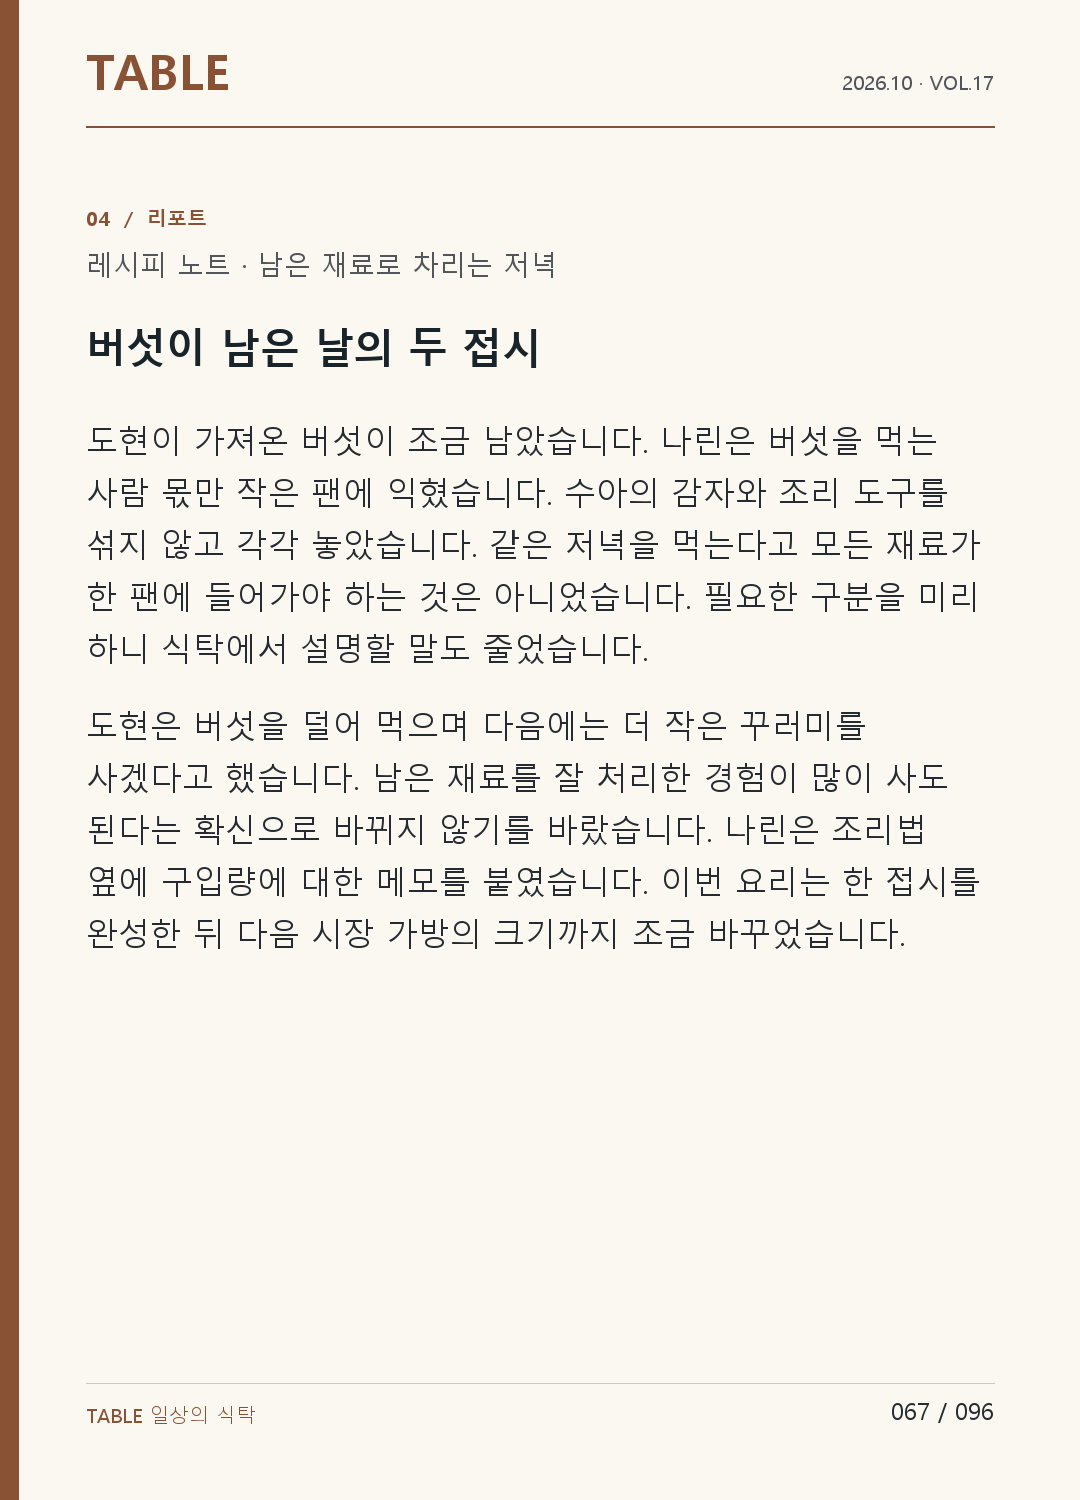 TABLE
2026.10 · VOL.17
04 / 리포트
레시피 노트 · 남은 재료로 차리는 저녁
버섯이 남은 날의 두 접시
도현이 가져온 버섯이 조금 남았습니다. 나린은 버섯을 먹는
사람 몫만 작은 팬에 익혔습니다. 수아의 감자와 조리 도구를
섞지 않고 각각 놓았습니다. 같은 저녁을 먹는다고 모든 재료가
한 팬에 들어가야 하는 것은 아니었습니다. 필요한 구분을 미리
하니 식탁에서 설명할 말도 줄었습니다.
도현은 버섯을 덜어 먹으며 다음에는 더 작은 꾸러미를
사겠다고 했습니다. 남은 재료를 잘 처리한 경험이 많이 사도
된다는 확신으로 바뀌지 않기를 바랐습니다. 나린은 조리법
옆에 구입량에 대한 메모를 붙였습니다. 이번 요리는 한 접시를
완성한 뒤 다음 시장 가방의 크기까지 조금 바꾸었습니다.
TABLE 일상의 식탁
067 / 096